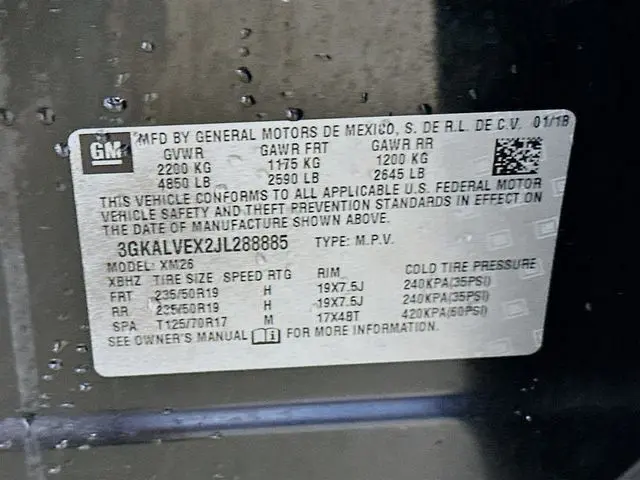 GM MFD BY GENERAL MOTORS DE MEXICO, S. DE R.L. DE C.V. 01/18
GVWR GAWR FRT GAWR RR
2200 KG 1175 KG 1200 KG
4850 LB 2590 LB 2645 LB
THIS VEHICLE CONFORMS TO ALL APPLICABLE U.S. FEDERAL MOTOR
VEHICLE SAFETY AND THEFT PREVENTION STANDARDS IN EFFECT ON THE
DATE OF MANUFACTURE SHOWN ABOVE.
3GKALVEX2JL288885 TYPE: M.P.V.
MODEL: XM26
XBHZ TIRE SIZE SPEED RTG RIM COLD TIRE PRESSURE
FRT 235/50R19 H 19X7.5J 240KPA(35PSI)
RR 235/50R19 H 19X7.5J 240KPA(35PSI)
SPA T125/70R17 M 17X4BT 420KPA(60PSI)
SEE OWNER'S MANUAL FOR MORE INFORMATION.